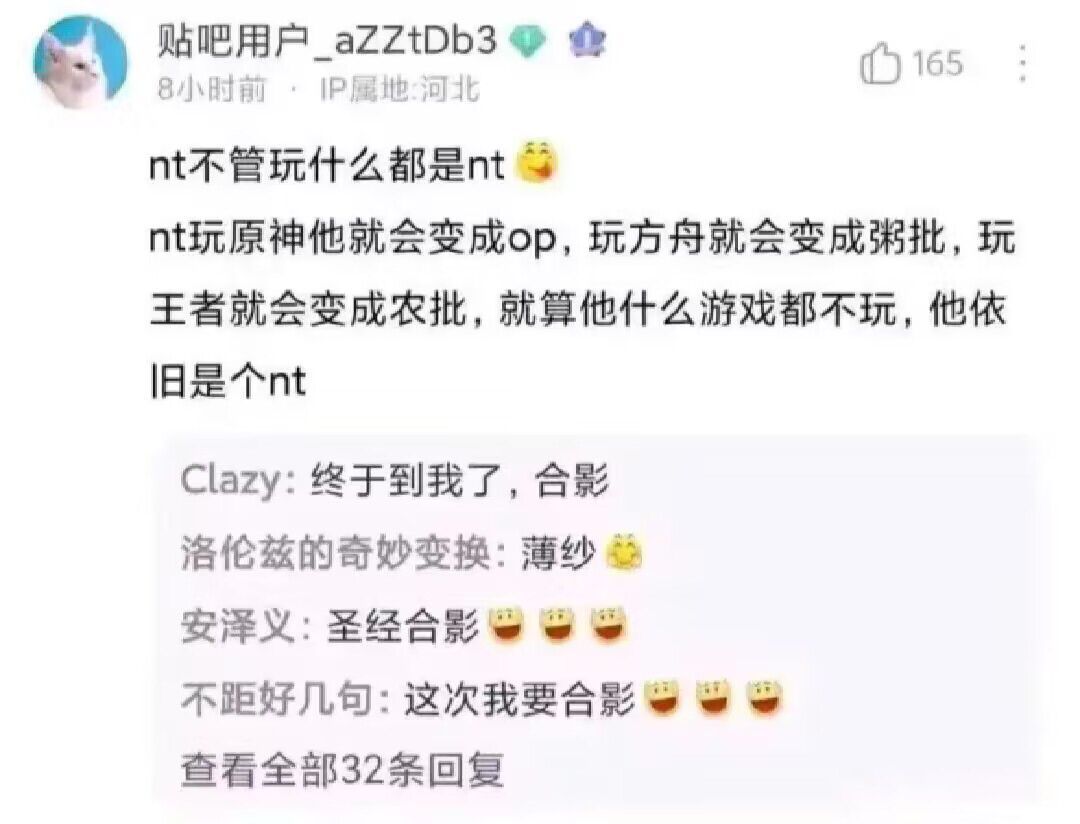 贴吧用户_aZZtDb3
8小时前 · IP属地:河北
165
nt不管玩什么都是nt
nt玩原神他就会变成op，玩方舟就会变成粥批，玩
王者就会变成农批，就算他什么游戏都不玩，他依
旧是个nt
Clazy: 终于到我了，合影
洛伦兹的奇妙变换: 薄纱
安泽义: 圣经合影
不距好几句: 这次我要合影
查看全部32条回复